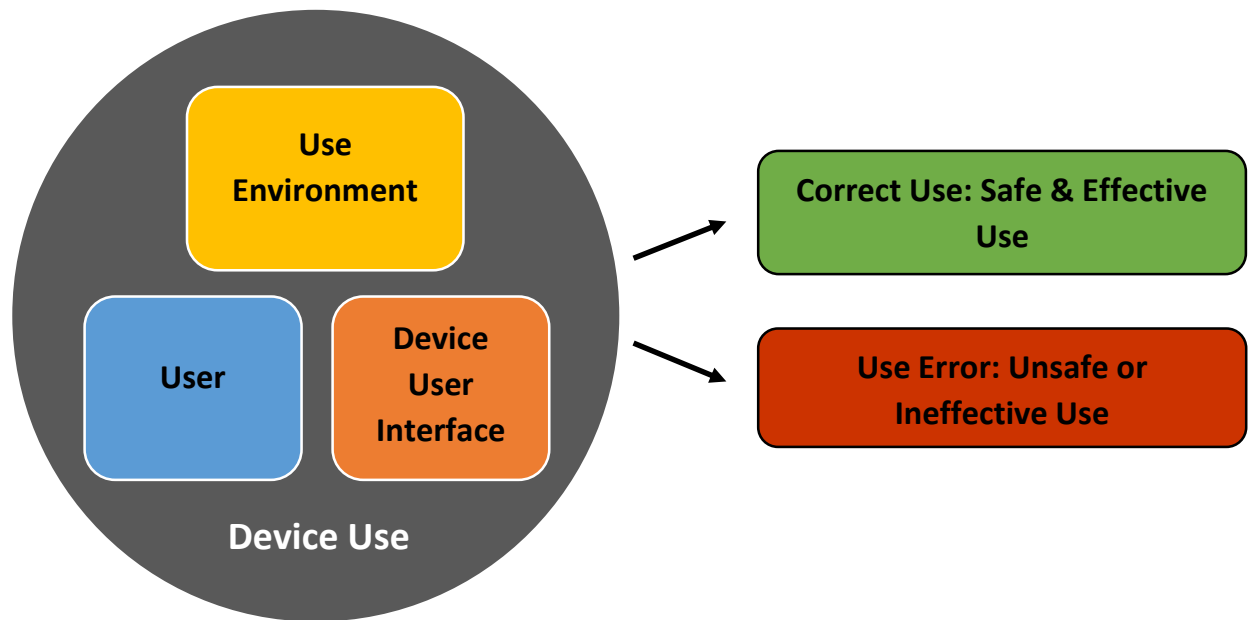 Use
Environment
User
Device
User
Interface
Device Use
Correct Use: Safe & Effective
Use
Use Error: Unsafe or
Ineffective Use